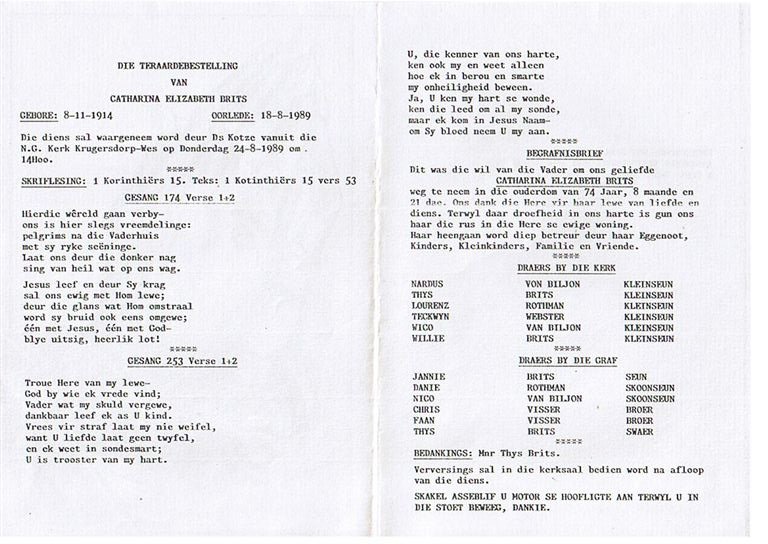 DIE TERAARDEBESTELLING
VAN
CATHARINA ELIZABETH BRITS
GEBORE: 8-11-1914 OORLEDE: 18-8-1989
Die diens sal waargeneem word deur Ds Kotze vanuit die
N.G. Kerk Krugersdorp-Wes op Donderdag 24-8-1989 om
14Hoo.
*****
SKRIFLESING: 1 Korinthiërs 15. Teks: 1 Kotinthiërs 15 vers 53
GESANG 174 Verse 1+2
Hierdie wêreld gaan verby-
ons is hier slegs vreemdelinge:
pelgrims na die Vaderhuis
met sy ryke seëninge.
Laat ons deur die donker nag
sing van heil wat op ons wag.
Jesus leef en deur Sy krag
sal ons ewig met Hom lewe;
deur die glans wat Hom omstraal
word sy bruid ook eens omgewe;
één met Jesus, één met God-
blye uitsig, heerlik lot!
*****
GESANG 253 Verse 1+2
Troue Here van my lewe-
God by wie ek vrede vind;
Vader wat my skuld vergewe,
dankbaar leef ek as U kind.
Vrees vir straf laat my nie weifel,
want U liefde laat geen twyfel,
en ek weet in sondesmart;
U is trooster van my hart.
U, die kenner van ons harte,
ken ook my en weet alleen
hoe ek in berou en smarte
my onheiligheid beween.
Ja, U ken my hart se wonde,
ken die leed om al my sonde,
maar ek kom in Jesus Naam-
om Sy bloed neem U my aan.
*****
BEGRAFNISBRIEF
Dit was die wil van die Vader om ons geliefde
CATHARINA ELIZABETH BRITS
weg te neem in die ouderdom van 74 Jaar, 8 maande en
21 dae. Ons dank die Here vir haar lewe van liefde en
diens. Terwyl daar droefheid in ons harte is gun ons
haar die rus in die Here se ewige woning.
Haar heengaan word diep betreur deur haar Eggenoot,
Kinders, Kleinkinders, Familie en Vriende.
*****
DRAERS BY DIE KERK
NARDUS VON BILJON KLEINSEUN
THYS BRITS KLEINSEUN
LOURENZ ROTHMAN KLEINSEUN
TECKWYN WEBSTER KLEINSEUN
WICO VAN BILJON KLEINSEUN
WILLIE BRITS KLEINSEUN
*****
DRAERS BY DIE GRAF
JANNIE BRITS SEUN
DANIE ROTHMAN SKOONSEUN
NICO VAN BILJON SKOONSEUN
CHRIS VISSER BROER
FAAN VISSER BROER
THYS BRITS SWAER
*****
BEDANKINGS: Mnr Thys Brits.
Verversings sal in die kerksaal bedien word na afloop
van die diens.
SKAKEL ASSEBLIF U MOTOR SE HOOFLIGTE AAN TERWYL U IN
DIE STOET BEWEEG, DANKIE.